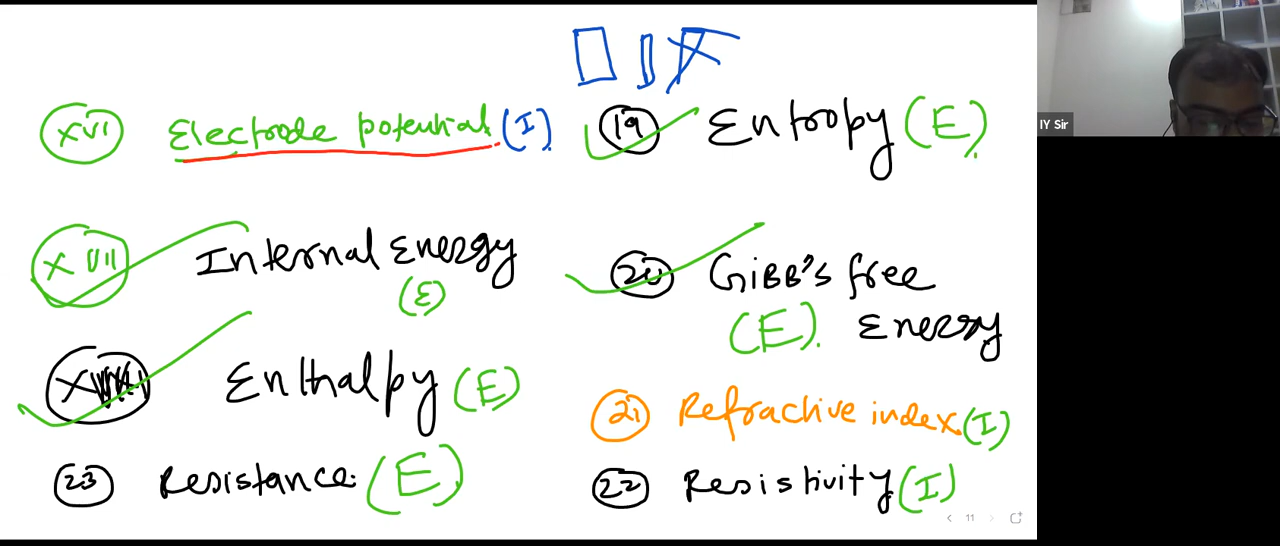 XVI Electrode potential (I).
XVII Internal Energy
(E)
Enthalpy (E)
23 Resistance. (E)
19 Entropy (E).
20 GIBB's free
(E). Energy
21 Refractive index. (I)
22 Resistivity (I)
11
IY Sir